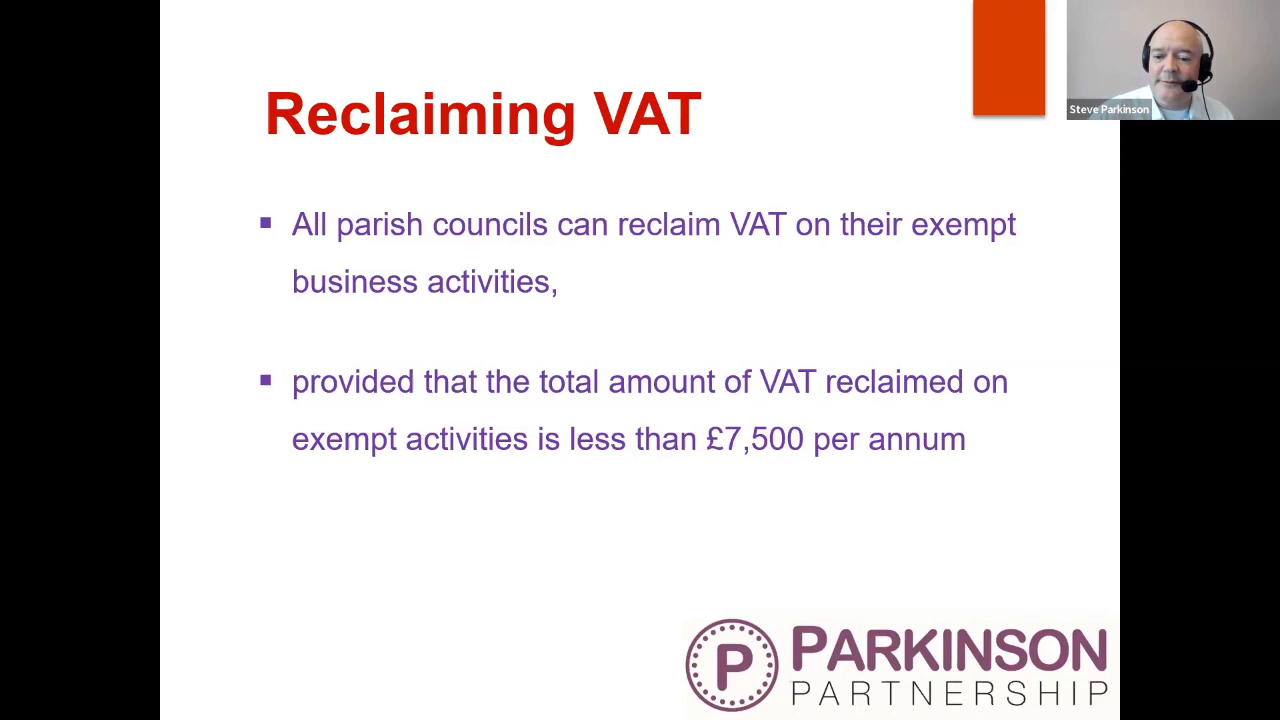 Reclaiming VAT
Steve Parkinson
▪ All parish councils can reclaim VAT on their exempt
business activities,
▪ provided that the total amount of VAT reclaimed on
exempt activities is less than £7,500 per annum
P PARKINSON
PARTNERSHIP